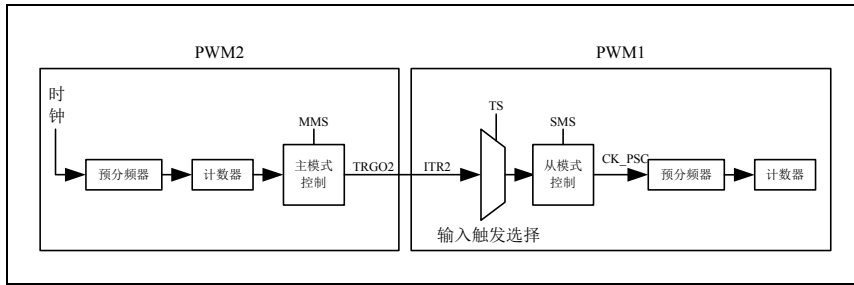 PWM2
PWM1
时
钟
MMS
TS
SMS
预分频器
计数器
主模式
控制
TRGO2
ITR2
从模式
控制
CK_PSC
预分频器
计数器
输入触发选择